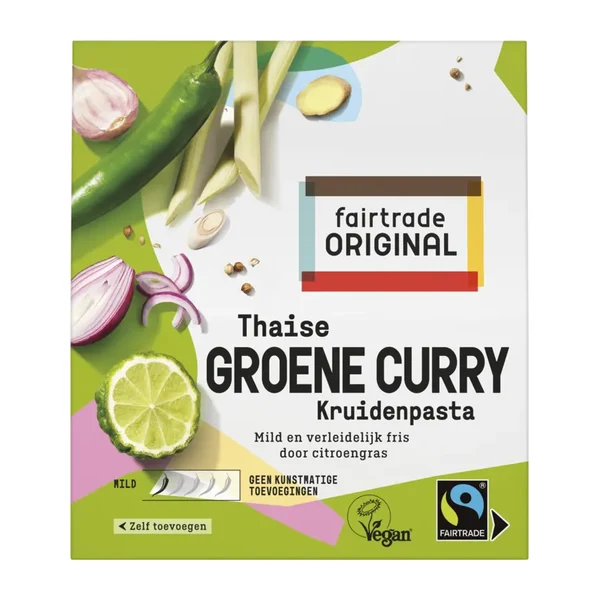 fairtrade
ORIGINAL
Thaise
GROENE CURRY
Kruidenpasta
Mild en verleidelijk fris
door citroengras
MILD
GEEN KUNSTMATIGE
TOEVOEGINGEN
Zelf toevoegen
Vegan
®
FAIRTRADE